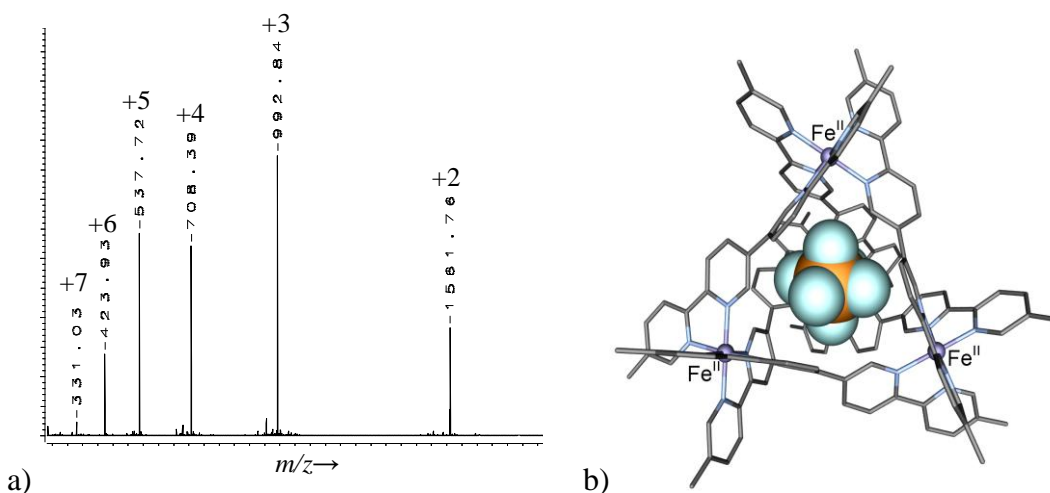 +3
-992.84
+5
-537.72
+4
-708.39
+2
-1561.76
+6
-423.93
+7
-331.03
m/z→
a)
Fe^II
Fe^II
Fe^II
b)